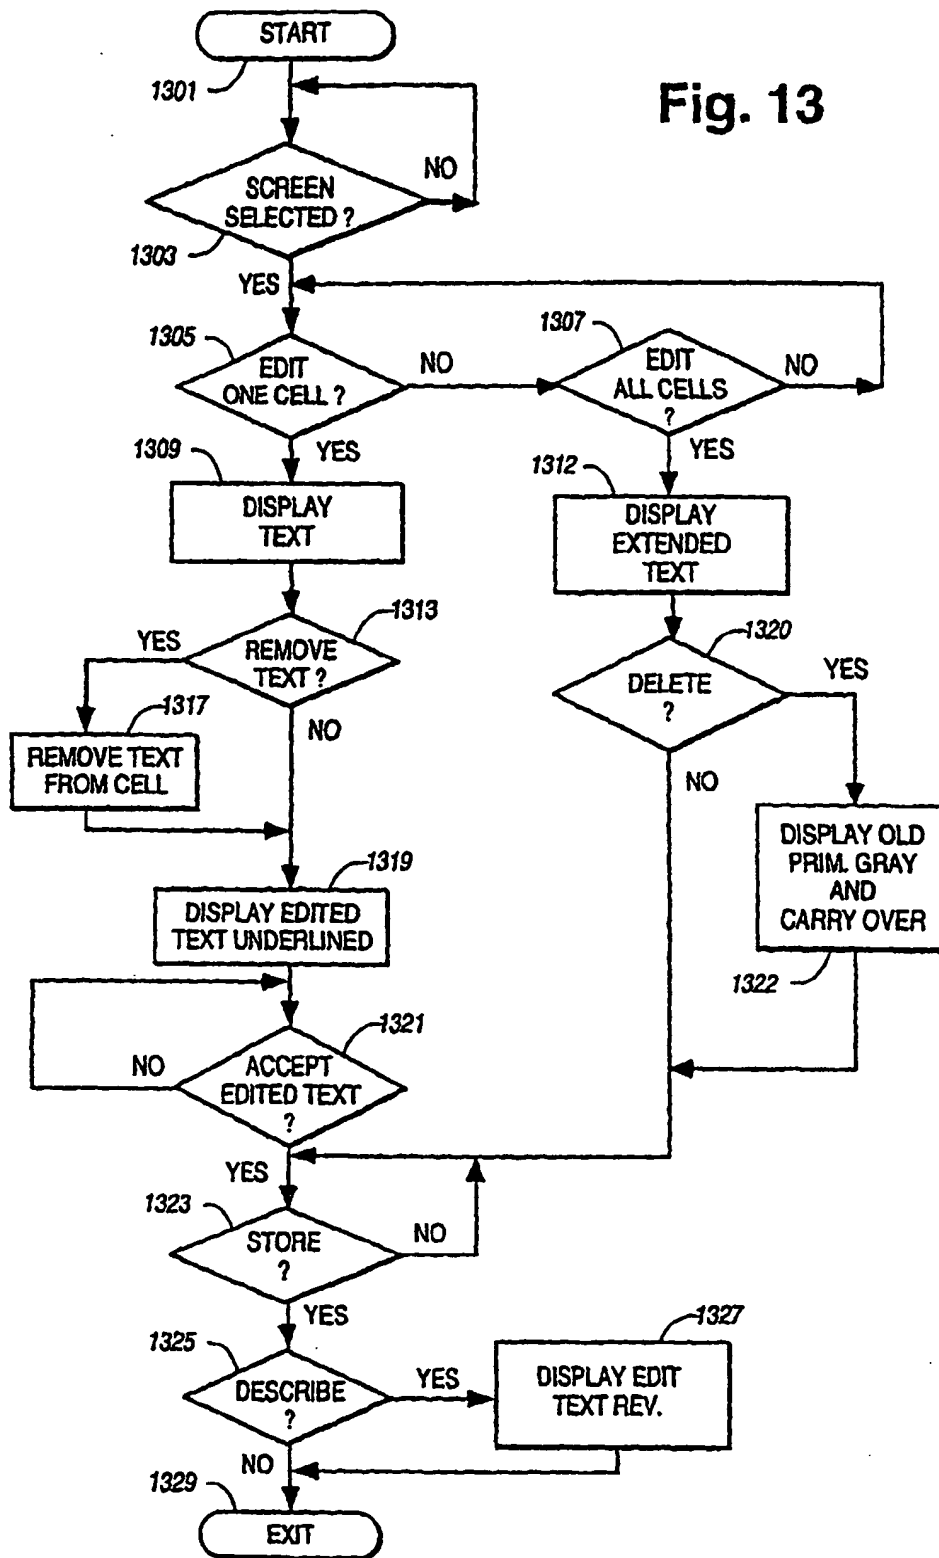 START
1301
Fig. 13
NO
SCREEN
SELECTED ?
1303
YES
1305
EDIT
ONE CELL ?
NO
1307
EDIT
ALL CELLS
?
NO
YES
YES
1309
DISPLAY
TEXT
1312
DISPLAY
EXTENDED
TEXT
1313
YES
REMOVE
TEXT ?
NO
1317
REMOVE TEXT
FROM CELL
1320
DELETE
?
YES
NO
DISPLAY OLD
PRIM. GRAY
AND
CARRY OVER
1322
1319
DISPLAY EDITED
TEXT UNDERLINED
1321
NO
ACCEPT
EDITED TEXT
?
YES
1323
STORE
?
NO
YES
1325
DESCRIBE
?
YES
1327
DISPLAY EDIT
TEXT REV.
NO
1329
EXIT